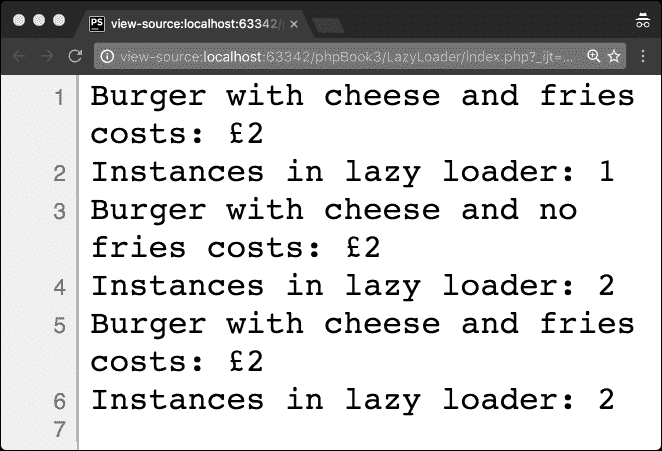 PS view-source:localhost:63342/
view-source:localhost:63342/phpBook3/LazyLoader/index.php?_ijt=...
1 Burger with cheese and fries
costs: £2
2 Instances in lazy loader: 1
3 Burger with cheese and no
fries costs: £2
4 Instances in lazy loader: 2
5 Burger with cheese and fries
costs: £2
6 Instances in lazy loader: 2
7